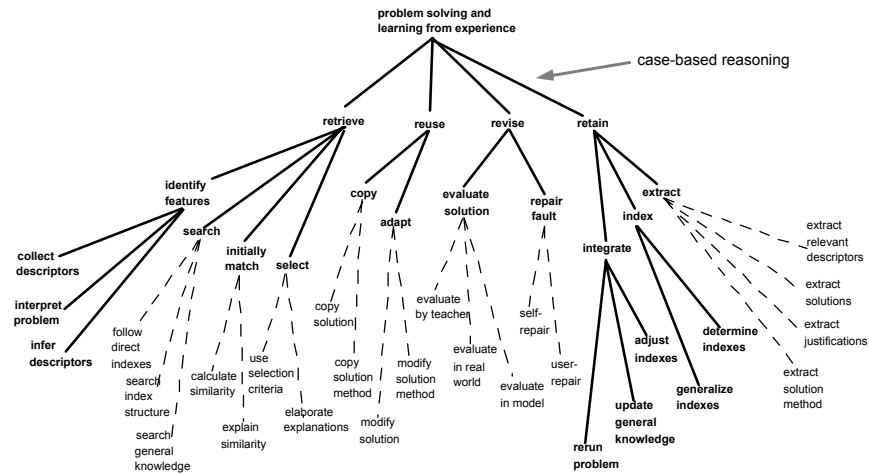 problem solving and
learning from experience
case-based reasoning
retrieve
reuse
revise
retain
identify
features
search
initially
match
select
copy
adapt
evaluate
solution
repair
fault
integrate
index
extract
collect
descriptors
interpret
problem
infer
descriptors
follow
direct
indexes
search
index
structure
search
general
knowledge
calculate
similarity
explain
similarity
use
selection
criteria
elaborate
explanations
copy
solution
copy
solution
method
modify
solution
modify
solution
method
evaluate
by teacher
evaluate
in real
world
evaluate
in model
self-
repair
user-
repair
rerun
problem
update
general
knowledge
adjust
indexes
generalize
indexes
determine
indexes
extract
relevant
descriptors
extract
solutions
extract
justifications
extract
solution
method